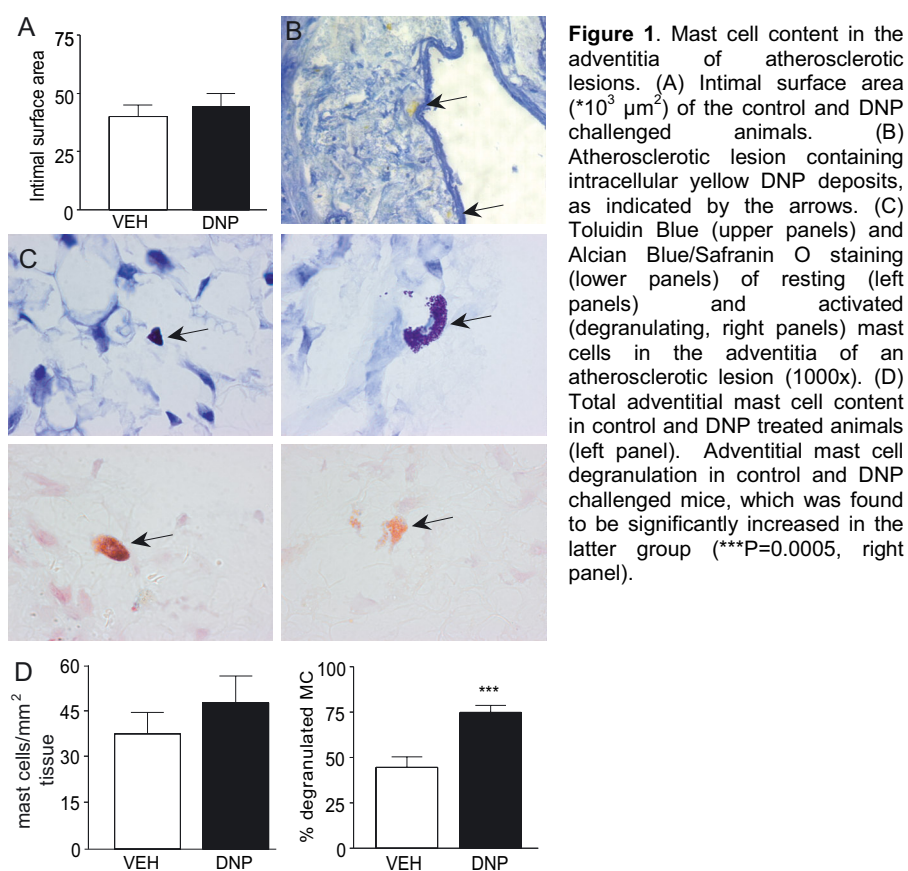 A
75
50
25
0
Intimal surface area
VEH
DNP
B
C
D
60
45
30
15
0
mast cells/mm²
tissue
VEH
DNP
100
75
50
25
0
% degranulated MC
***
VEH
DNP
Figure 1. Mast cell content in the
adventitia of atherosclerotic
lesions. (A) Intimal surface area
(*10³ µm²) of the control and DNP
challenged animals. (B)
Atherosclerotic lesion containing
intracellular yellow DNP deposits,
as indicated by the arrows. (C)
Toluidin Blue (upper panels) and
Alcian Blue/Safranin O staining
(lower panels) of resting (left
panels) and activated
(degranulating, right panels) mast
cells in the adventitia of an
atherosclerotic lesion (1000x). (D)
Total adventitial mast cell content
in control and DNP treated animals
(left panel). Adventitial mast cell
degranulation in control and DNP
challenged mice, which was found
to be significantly increased in the
latter group (***P=0.0005, right
panel).